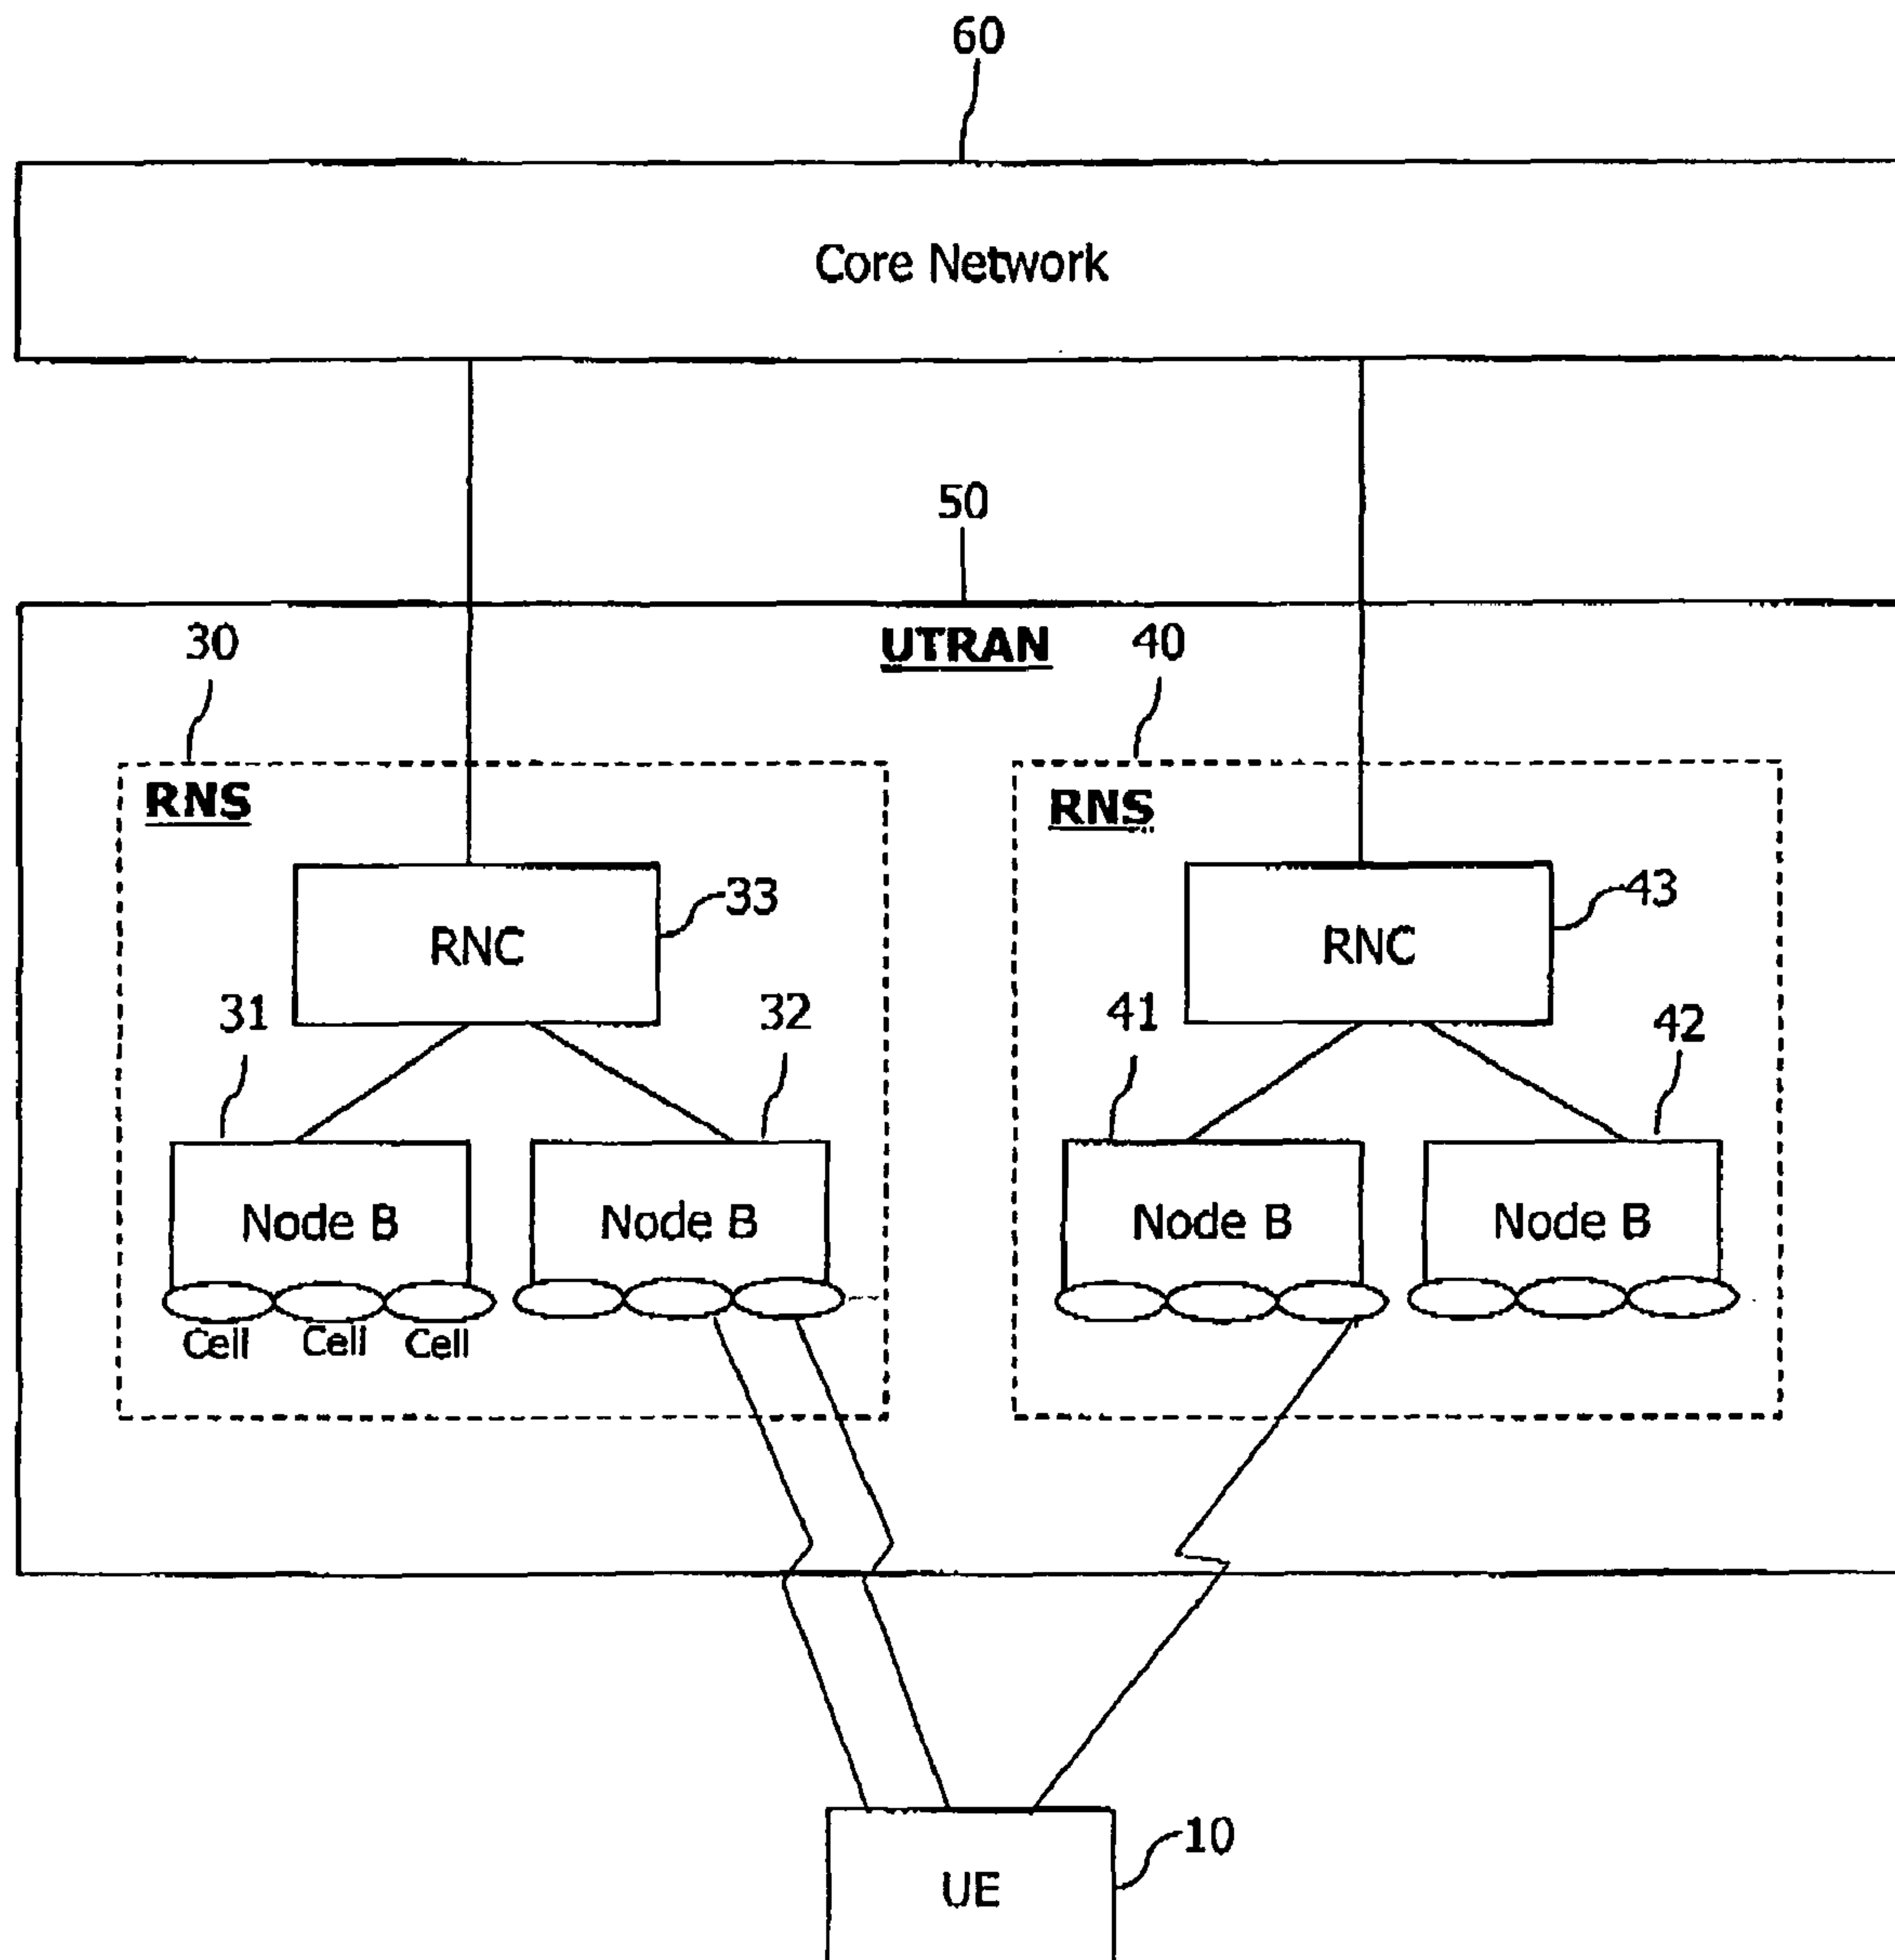 60
Core Network
50
UTRAN
30
40
RNS
RNS
33
43
RNC
RNC
31
32
41
42
Node B
Node B
Node B
Node B
Cell
Cell
Cell
10
UE